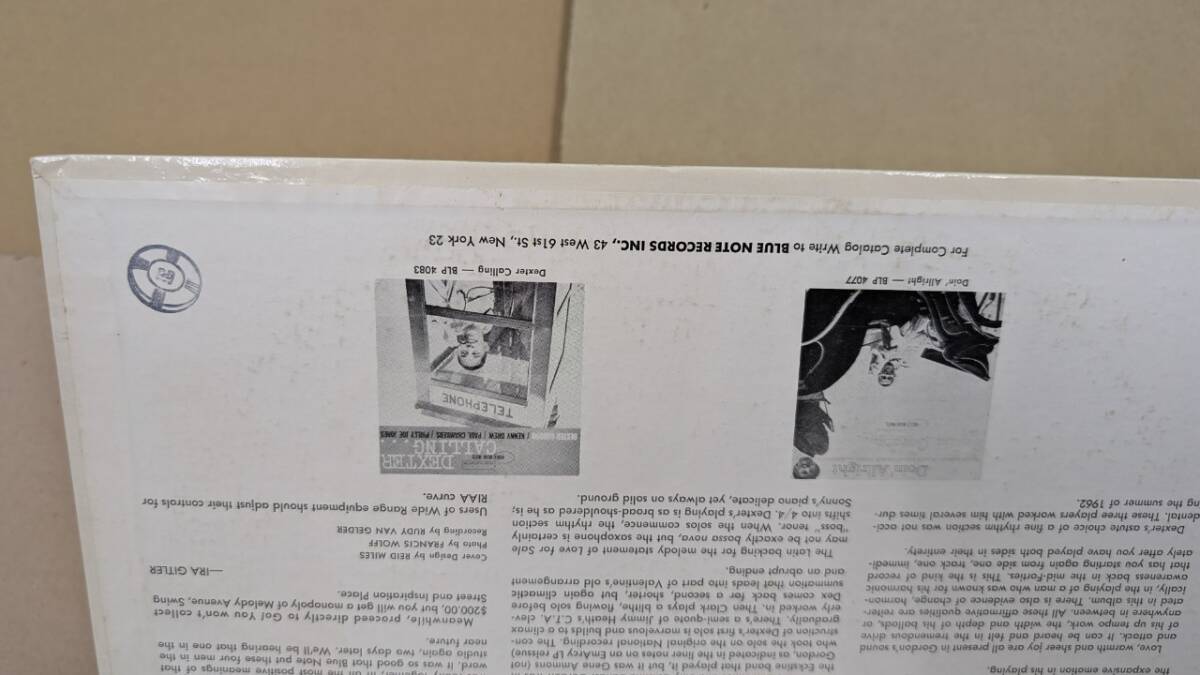 the expansive emotion in his playing.
Love, warmth and sheer joy are all present in Gordon's sound
and attack. It can be heard and felt in the tremendous drive
of his up tempo work, the width and depth of his ballads, or
anywhere in between. All these affirmative qualities are reiter-
ated in this album. There is also evidence of change, harmon-
ically, in the playing of a man who was known for his harmonic
awareness back in the mid-Forties. This is the kind of record
that has you starting again from side one, track one, immedi-
ately after you have played both sides in their entirety.
Dexter's astute choice of a fine rhythm section was not acci-
dental. These three players worked with him several times dur-
ing the summer of 1962.
the Eckstine band that played it, but it was Gene Ammons (not
Gordon, as indicated in the liner notes on an EmArcy LP reissue)
who took the solo on the original National recording. The con-
struction of Dexter's first solo is marvelous and builds to a climax
gradually. There's a semi-quote of Jimmy Heath's C.T.A. clev-
erly worked in. Then Clark plays a blithe, flowing solo before
Dex comes back for a second, shorter, but again climactic
summation that leads into part of Valentine's old arrangement
and an abrupt ending.
The Latin backing for the melody statement of Love for Sale
may not be exactly bossa nova, but the rhythm section is certainly
"boss" tenor. When the solos commence, the rhythm section
shifts into 4/4. Dexter's playing is as broad-shouldered as he is;
Sonny's piano delicate, yet always on solid ground.
word. It was so good that Blue Note put these four men in the
studio again, two days later. We'll be hearing that one in the
near future.
Meanwhile, proceed directly to Go! You won't collect
$200.00, but you will get a monopoly of Melody Avenue, Swing
Street and Inspiration Place.
—IRA GITLER
Cover Design by REID MILES
Photo by FRANCIS WOLFF
Recording by RUDY VAN GELDER
Users of Wide Range equipment should adjust their controls for
RIAA curve.
Doin' Allright
Doin' Allright — BLP 4077
DEXTER
CALLING...
DEXTER GORDON / KENNY DREW / PAUL CHAMBERS / PHILLY JOE JONES
TELEPHONE
Dexter Calling — BLP 4083
For Complete Catalog Write to BLUE NOTE RECORDS INC., 43 West 61st St., New York 23